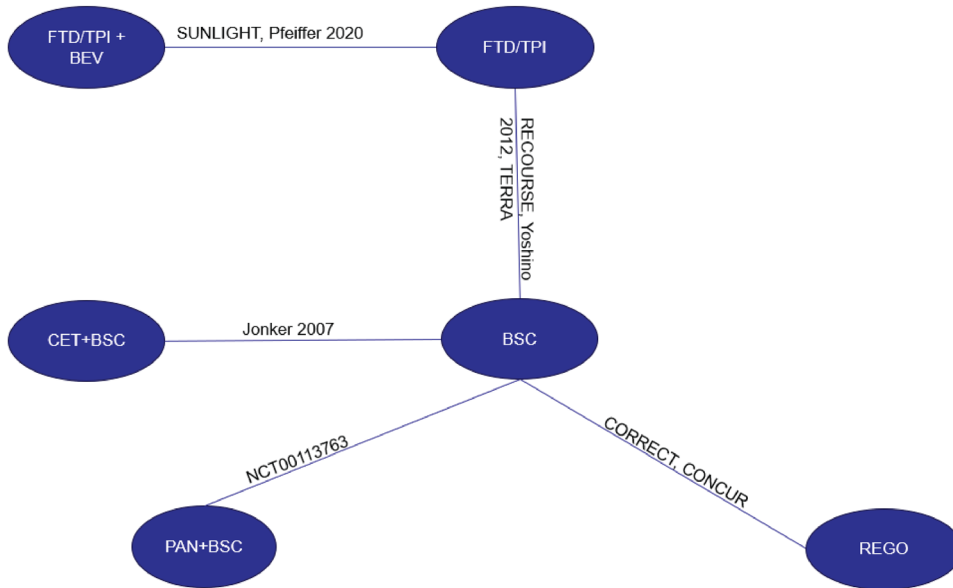 FTD/TPI +
BEV
SUNLIGHT, Pfeiffer 2020
FTD/TPI
RECOURSE, Yoshino
2012, TERRA
CET+BSC
Jonker 2007
BSC
NCT00113763
CORRECT, CONCUR
PAN+BSC
REGO